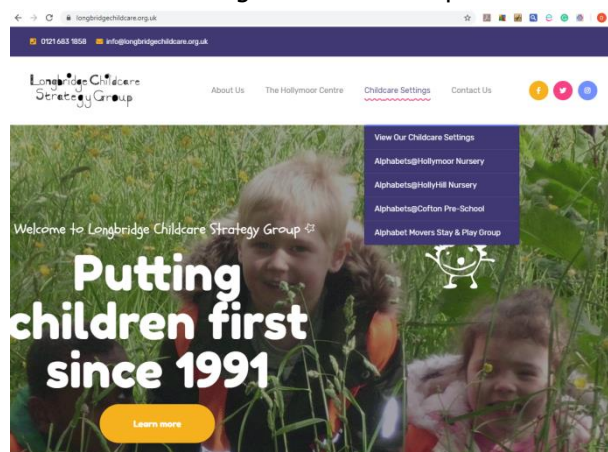 longbridgechildcare.org.uk
0121 683 1858 info@longbridgechildcare.org.uk
Longbridge Childcare
Strategy Group
About Us The Hollymoor Centre Childcare Settings Contact Us
View Our Childcare Settings
Alphabets@Hollymoor Nursery
Alphabets@HollyHill Nursery
Alphabets@Cofton Pre-School
Alphabet Movers Stay & Play Group
Welcome to Longbridge Childcare Strategy Group
Putting
children first
since 1991
Learn more